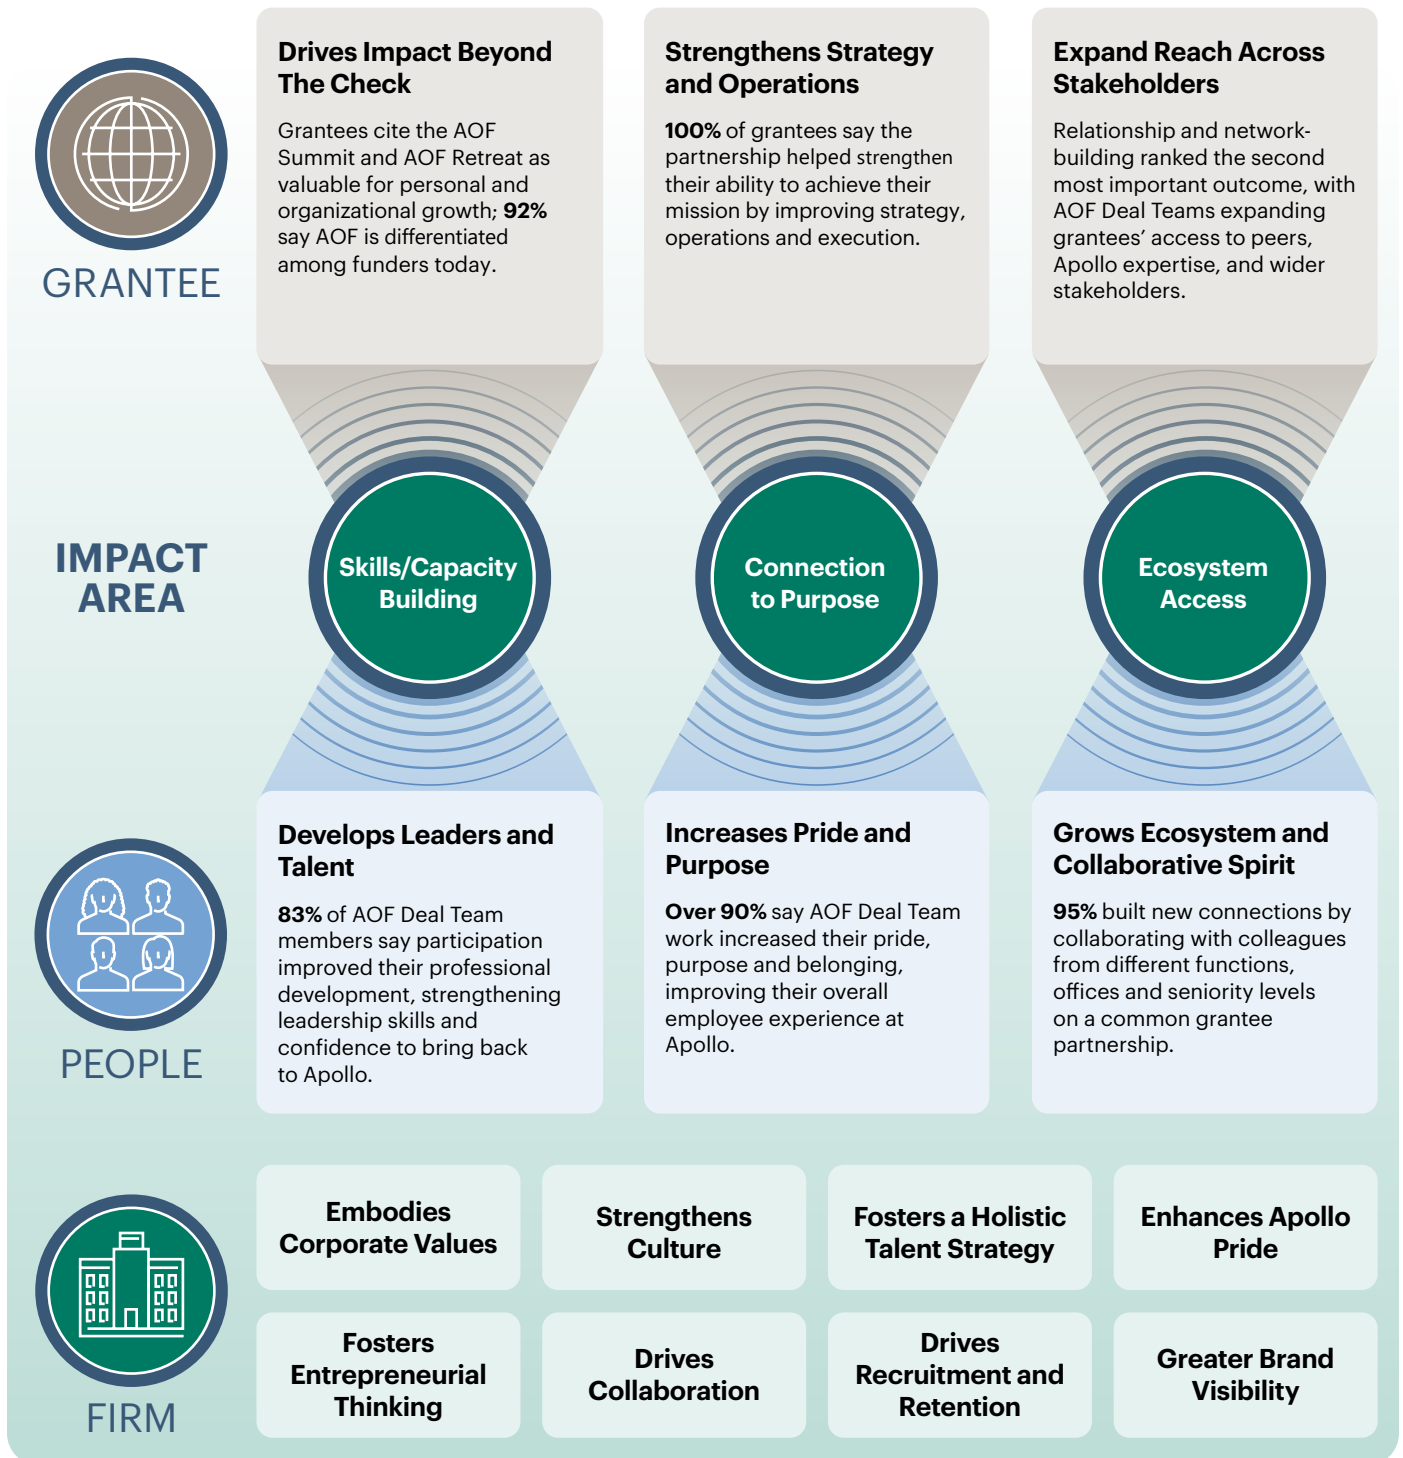 GRANTEE
Drives Impact Beyond
The Check
Grantees cite the AOF
Summit and AOF Retreat as
valuable for personal and
organizational growth; 92%
say AOF is differentiated
among funders today.
Strengthens Strategy
and Operations
100% of grantees say the
partnership helped strengthen
their ability to achieve their
mission by improving strategy,
operations and execution.
Expand Reach Across
Stakeholders
Relationship and network-
building ranked the second
most important outcome, with
AOF Deal Teams expanding
grantees’ access to peers,
Apollo expertise, and wider
stakeholders.
IMPACT
AREA
Skills/Capacity
Building
Connection
to Purpose
Ecosystem
Access
PEOPLE
Develops Leaders and
Talent
83% of AOF Deal Team
members say participation
improved their professional
development, strengthening
leadership skills and
confidence to bring back
to Apollo.
Increases Pride and
Purpose
Over 90% say AOF Deal Team
work increased their pride,
purpose and belonging,
improving their overall
employee experience at
Apollo.
Grows Ecosystem and
Collaborative Spirit
95% built new connections by
collaborating with colleagues
from different functions,
offices and seniority levels
on a common grantee
partnership.
FIRM
Embodies
Corporate Values
Strengthens
Culture
Fosters a Holistic
Talent Strategy
Enhances Apollo
Pride
Fosters
Entrepreneurial
Thinking
Drives
Collaboration
Drives
Recruitment and
Retention
Greater Brand
Visibility